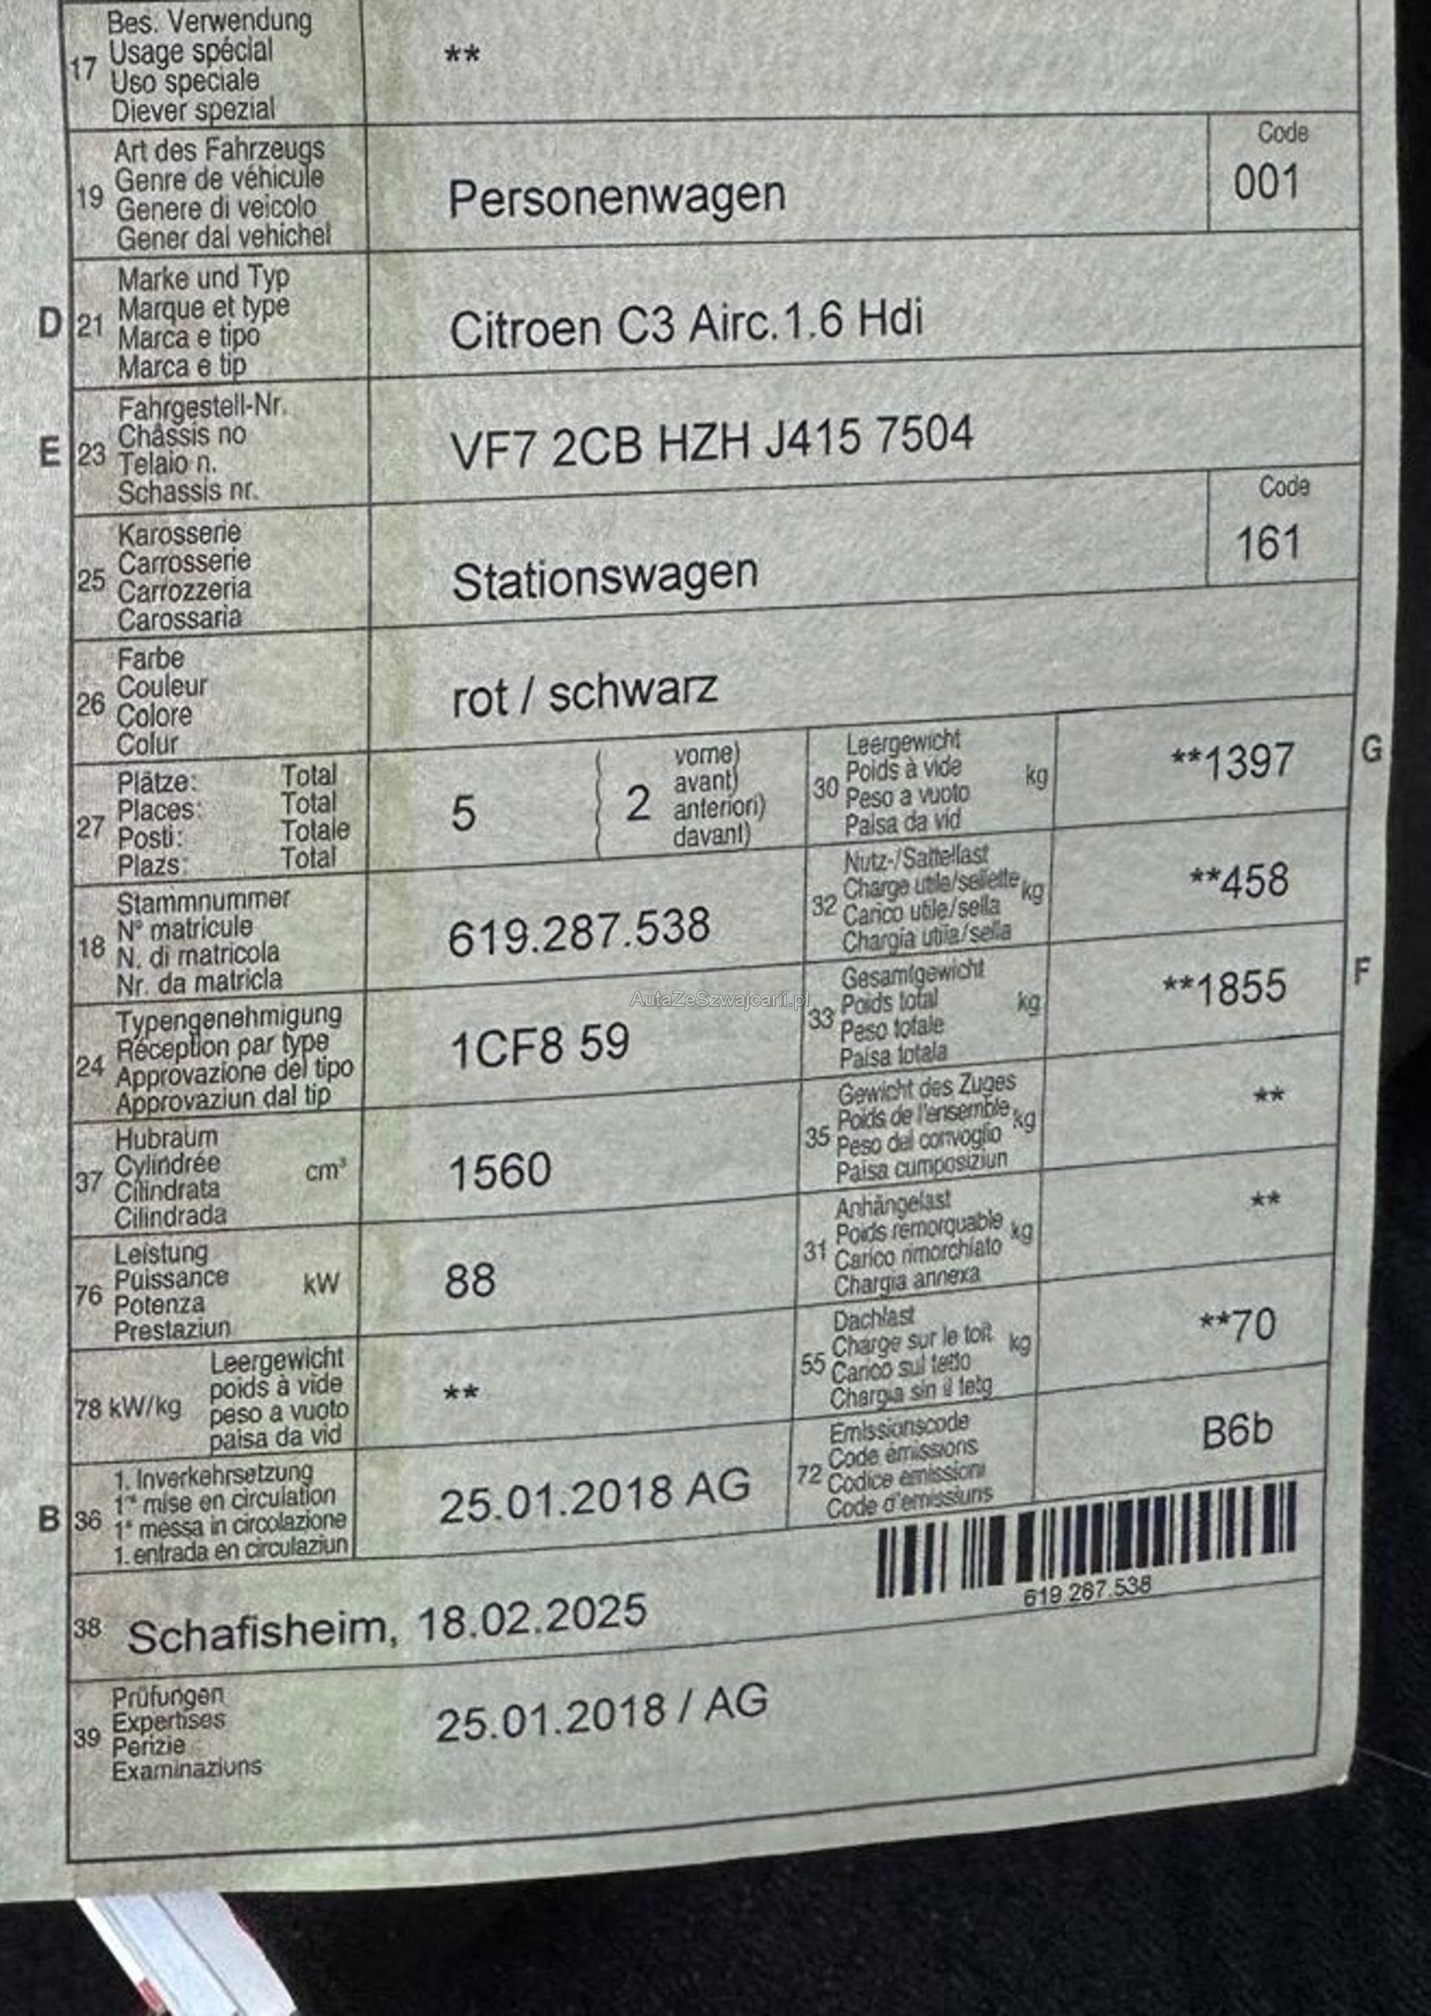 17 Bes. Verwendung
Usage spécial
Uso speciale
Diever spezial
**
19 Art des Fahrzeugs
Genre de véhicule
Genere di veicolo
Gener dal vehichel
Personenwagen
Code
001
D 21 Marke und Typ
Marque et type
Marca e tipo
Marca e tip
Citroen C3 Airc.1.6 Hdi
E 23 Fahrgestell-Nr.
Châssis no
Telaio n.
Schassis nr.
VF7 2CB HZH J415 7504
25 Karosserie
Carrosserie
Carrozzeria
Carossaria
Stationswagen
Code
161
26 Farbe
Couleur
Colore
Colur
rot / schwarz
27 Plätze: Total
Places: Total
Posti: Totale
Plazs: Total
5 ( 2 vorne)
avant)
anteriori)
davant)
30 Leergewicht
Poids à vide kg
Peso a vuoto
Paisa da vid
**1397 G
18 Stammnummer
N° matricule
N. di matricola
Nr. da matricla
619.287.538
32 Nutz-/Sattellast
Charge utile/sellette kg
Carico utile/sella
Chargia utila/sella
**458
24 Typengenehmigung
Réception par type
Approvazione del tipo
Approvaziun dal tip
1CF8 59
33 Gesamtgewicht
Poids total kg
Peso totale
Paisa totala
**1855 F
AutaZeSzwajcarii.pl
37 Hubraum
Cylindrée cm³
Cilindrata
Cilindrada
1560
35 Gewicht des Zuges
Poids de l'ensemble kg
Peso del convoglio
Paisa cumposiziun
**
76 Leistung
Puissance kW
Potenza
Prestaziun
88
31 Anhängelast
Poids remorquable kg
Carico rimorchiato
Chargia annexa
**
78 kW/kg Leergewicht
poids à vide
peso a vuoto
paisa da vid
**
55 Dachlast
Charge sur le toit kg
Carico sul tetto
Chargia sin il tetg
**70
B 36 1. Inverkehrsetzung
1re mise en circulation
1a messa in circolazione
1. entrada en circulaziun
25.01.2018 AG
72 Emissionscode
Code émissions
Codice emissioni
Code d'emissiuns
B6b
619.287.538
38 Schafisheim, 18.02.2025
39 Prüfungen
Expertises
Perizie
Examinaziuns
25.01.2018 / AG